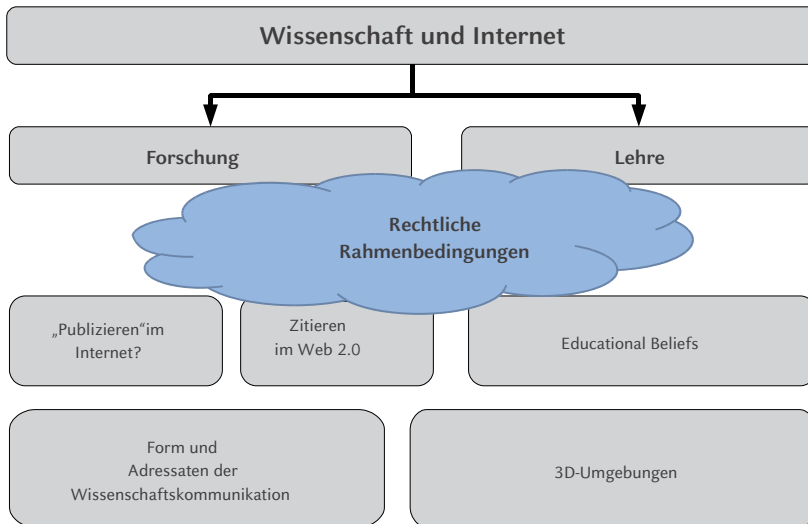 Wissenschaft und Internet
Forschung
Lehre
Rechtliche
Rahmenbedingungen
„Publizieren“im
Internet?
Zitieren
im Web 2.0
Educational Beliefs
Form und
Adressaten der
Wissenschaftskommunikation
3D-Umgebungen